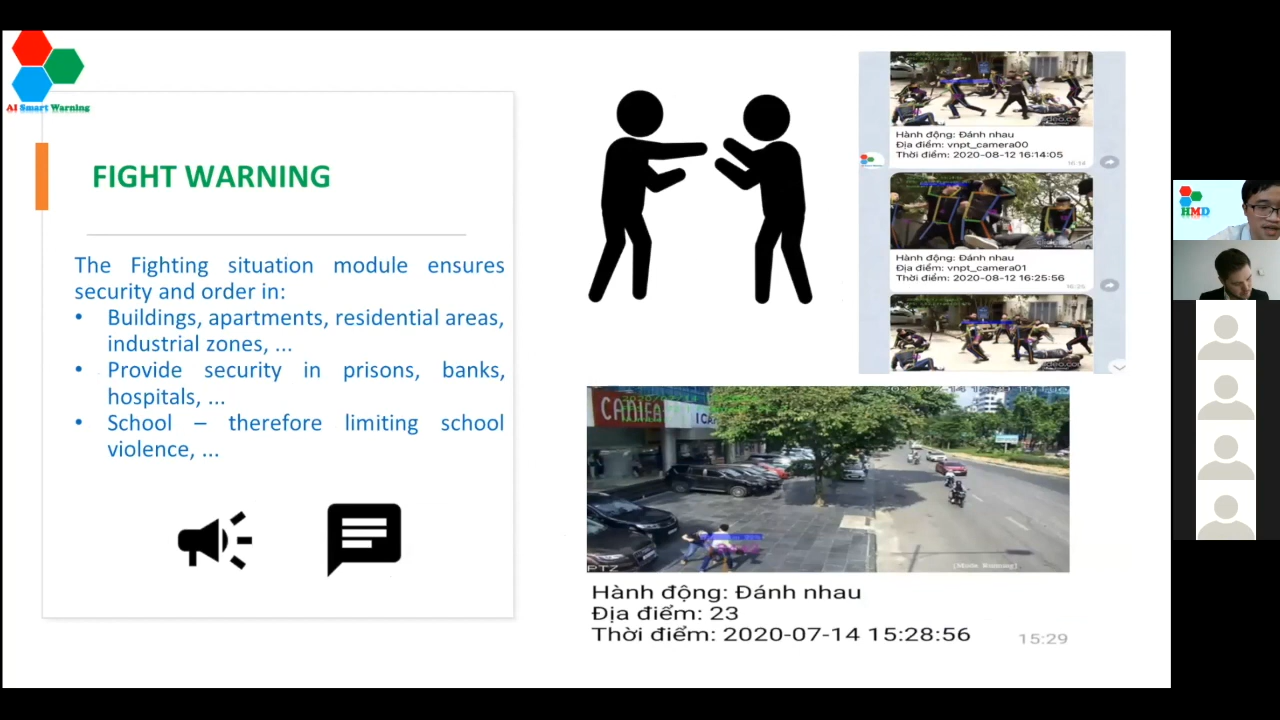 AI Smart Warning
FIGHT WARNING
The Fighting situation module ensures
security and order in:
• Buildings, apartments, residential areas,
industrial zones, ...
• Provide security in prisons, banks,
hospitals, ...
• School – therefore limiting school
violence, ...
Hành động: Đánh nhau
Địa điểm: vnpt_camera00
Thời điểm: 2020-08-12 16:14:05
16:14
Hành động: Đánh nhau
Địa điểm: vnpt_camera01
Thời điểm: 2020-08-12 16:25:56
PTZ
Hành động: Đánh nhau
Địa điểm: 23
Thời điểm: 2020-07-14 15:28:56
15:29
HMD